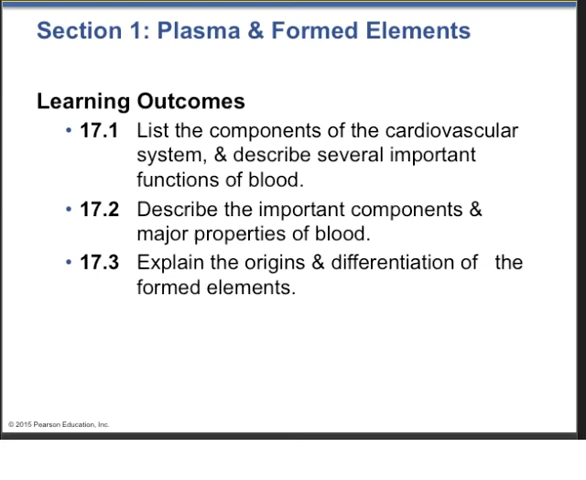 Section 1: Plasma & Formed Elements
Learning Outcomes
• 17.1 List the components of the cardiovascular
system, & describe several important
functions of blood.
• 17.2 Describe the important components &
major properties of blood.
• 17.3 Explain the origins & differentiation of the
formed elements.
© 2015 Pearson Education, Inc.